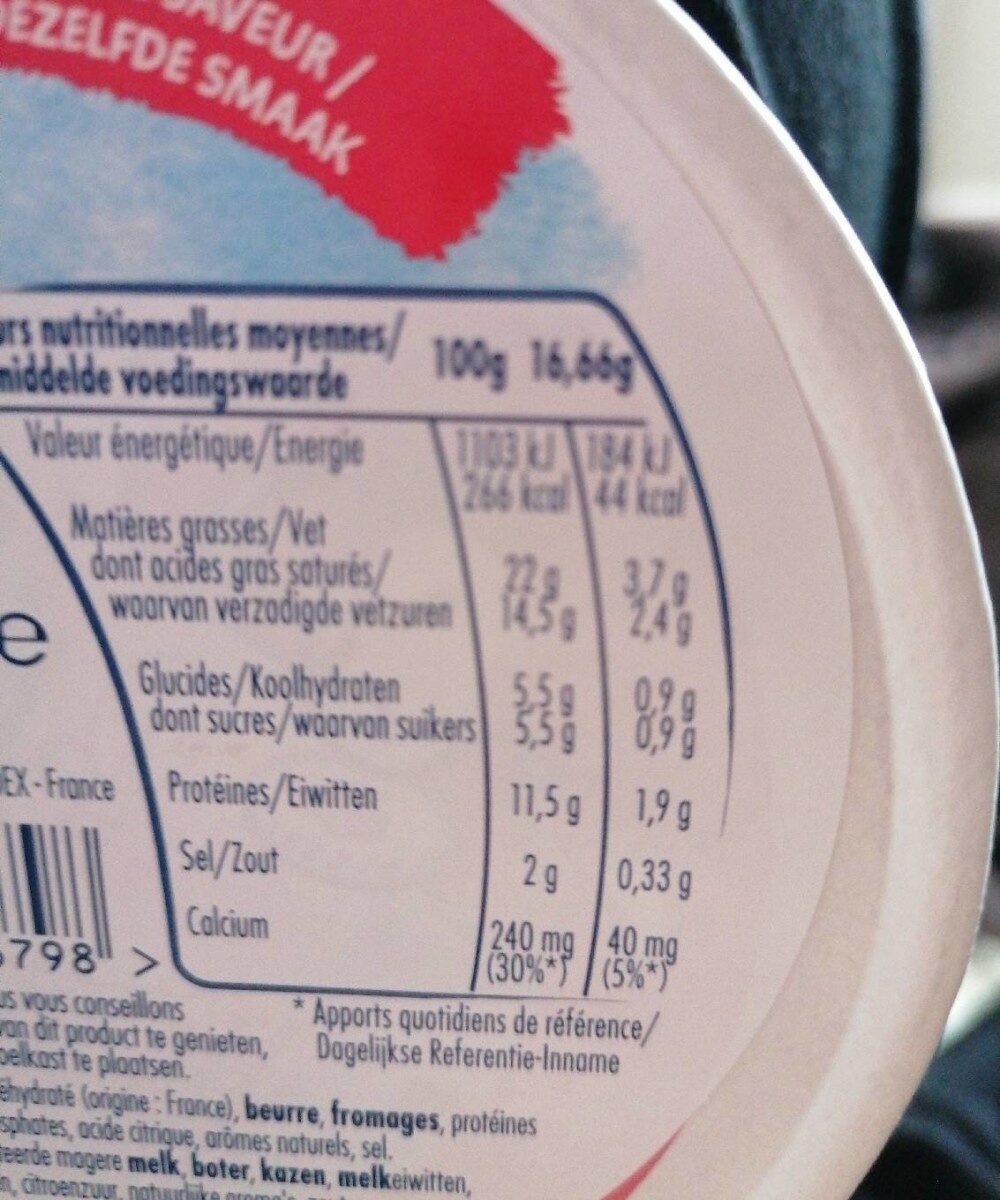 SAVEUR /
DEZELFDE SMAAK
urs nutritionnelles moyennes/ 100g 16,66g
middelde voedingswaarde
Valeur énergétique/Energie 1103 kJ 184 kJ
266 kcal 44 kcal
Matières grasses/Vet 22 g 3,7 g
dont acides gras saturés/
waarvan verzadigde vetzuren 14,5 g 2,4 g
e
Glucides/Koolhydraten 5,5 g 0,9 g
dont sucres/waarvan suikers 5,5 g 0,9 g
EX - France
Protéines/Eiwitten 11,5 g 1,9 g
Sel/Zout 2 g 0,33 g
Calcium 240 mg 40 mg
(30%*) (5%*)
798 >
us vous conseillons
van dit product te genieten,
oelkast te plaatsen.
* Apports quotidiens de référence/
Dagelijkse Referentie-Inname
éhydraté (origine : France), beurre, fromages, protéines
sphates, acide citrique, arômes naturels, sel.
teerde magere melk, boter, kazen, melkeiwitten,
n, citroenzuur, natuurlijke